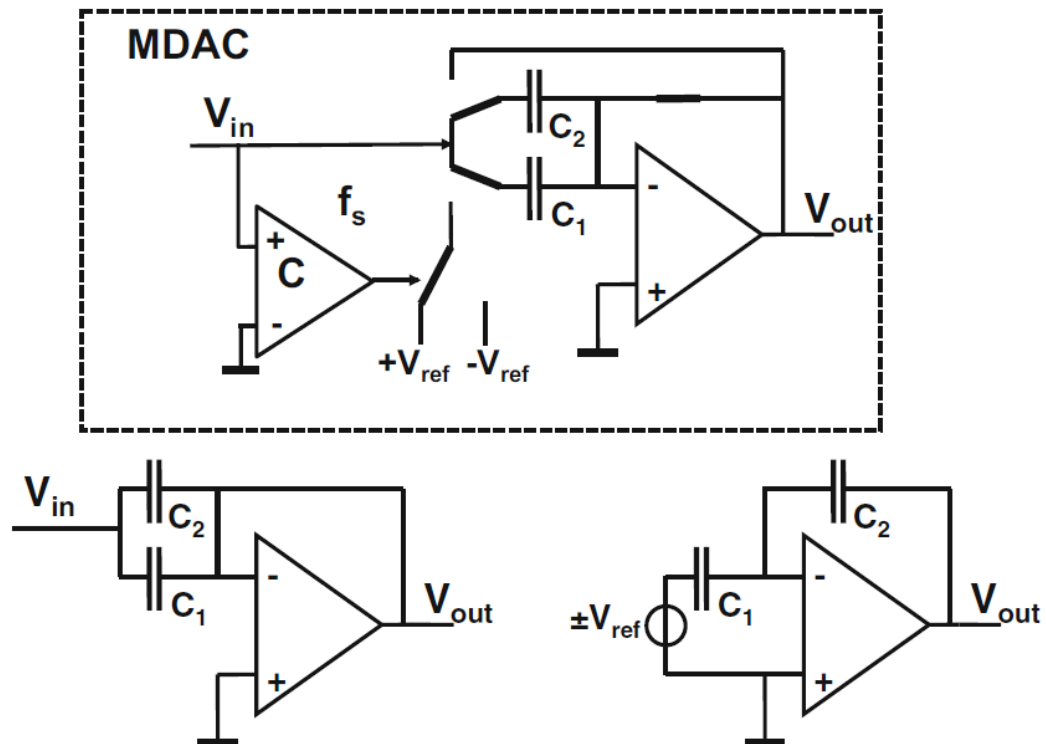 MDAC
V_in
C_2
f_s
C_1
-
V_out
+
C
-
+
+V_ref
-V_ref
V_in
C_2
C_1
-
+
V_out
C_2
±V_ref
C_1
-
+
V_out